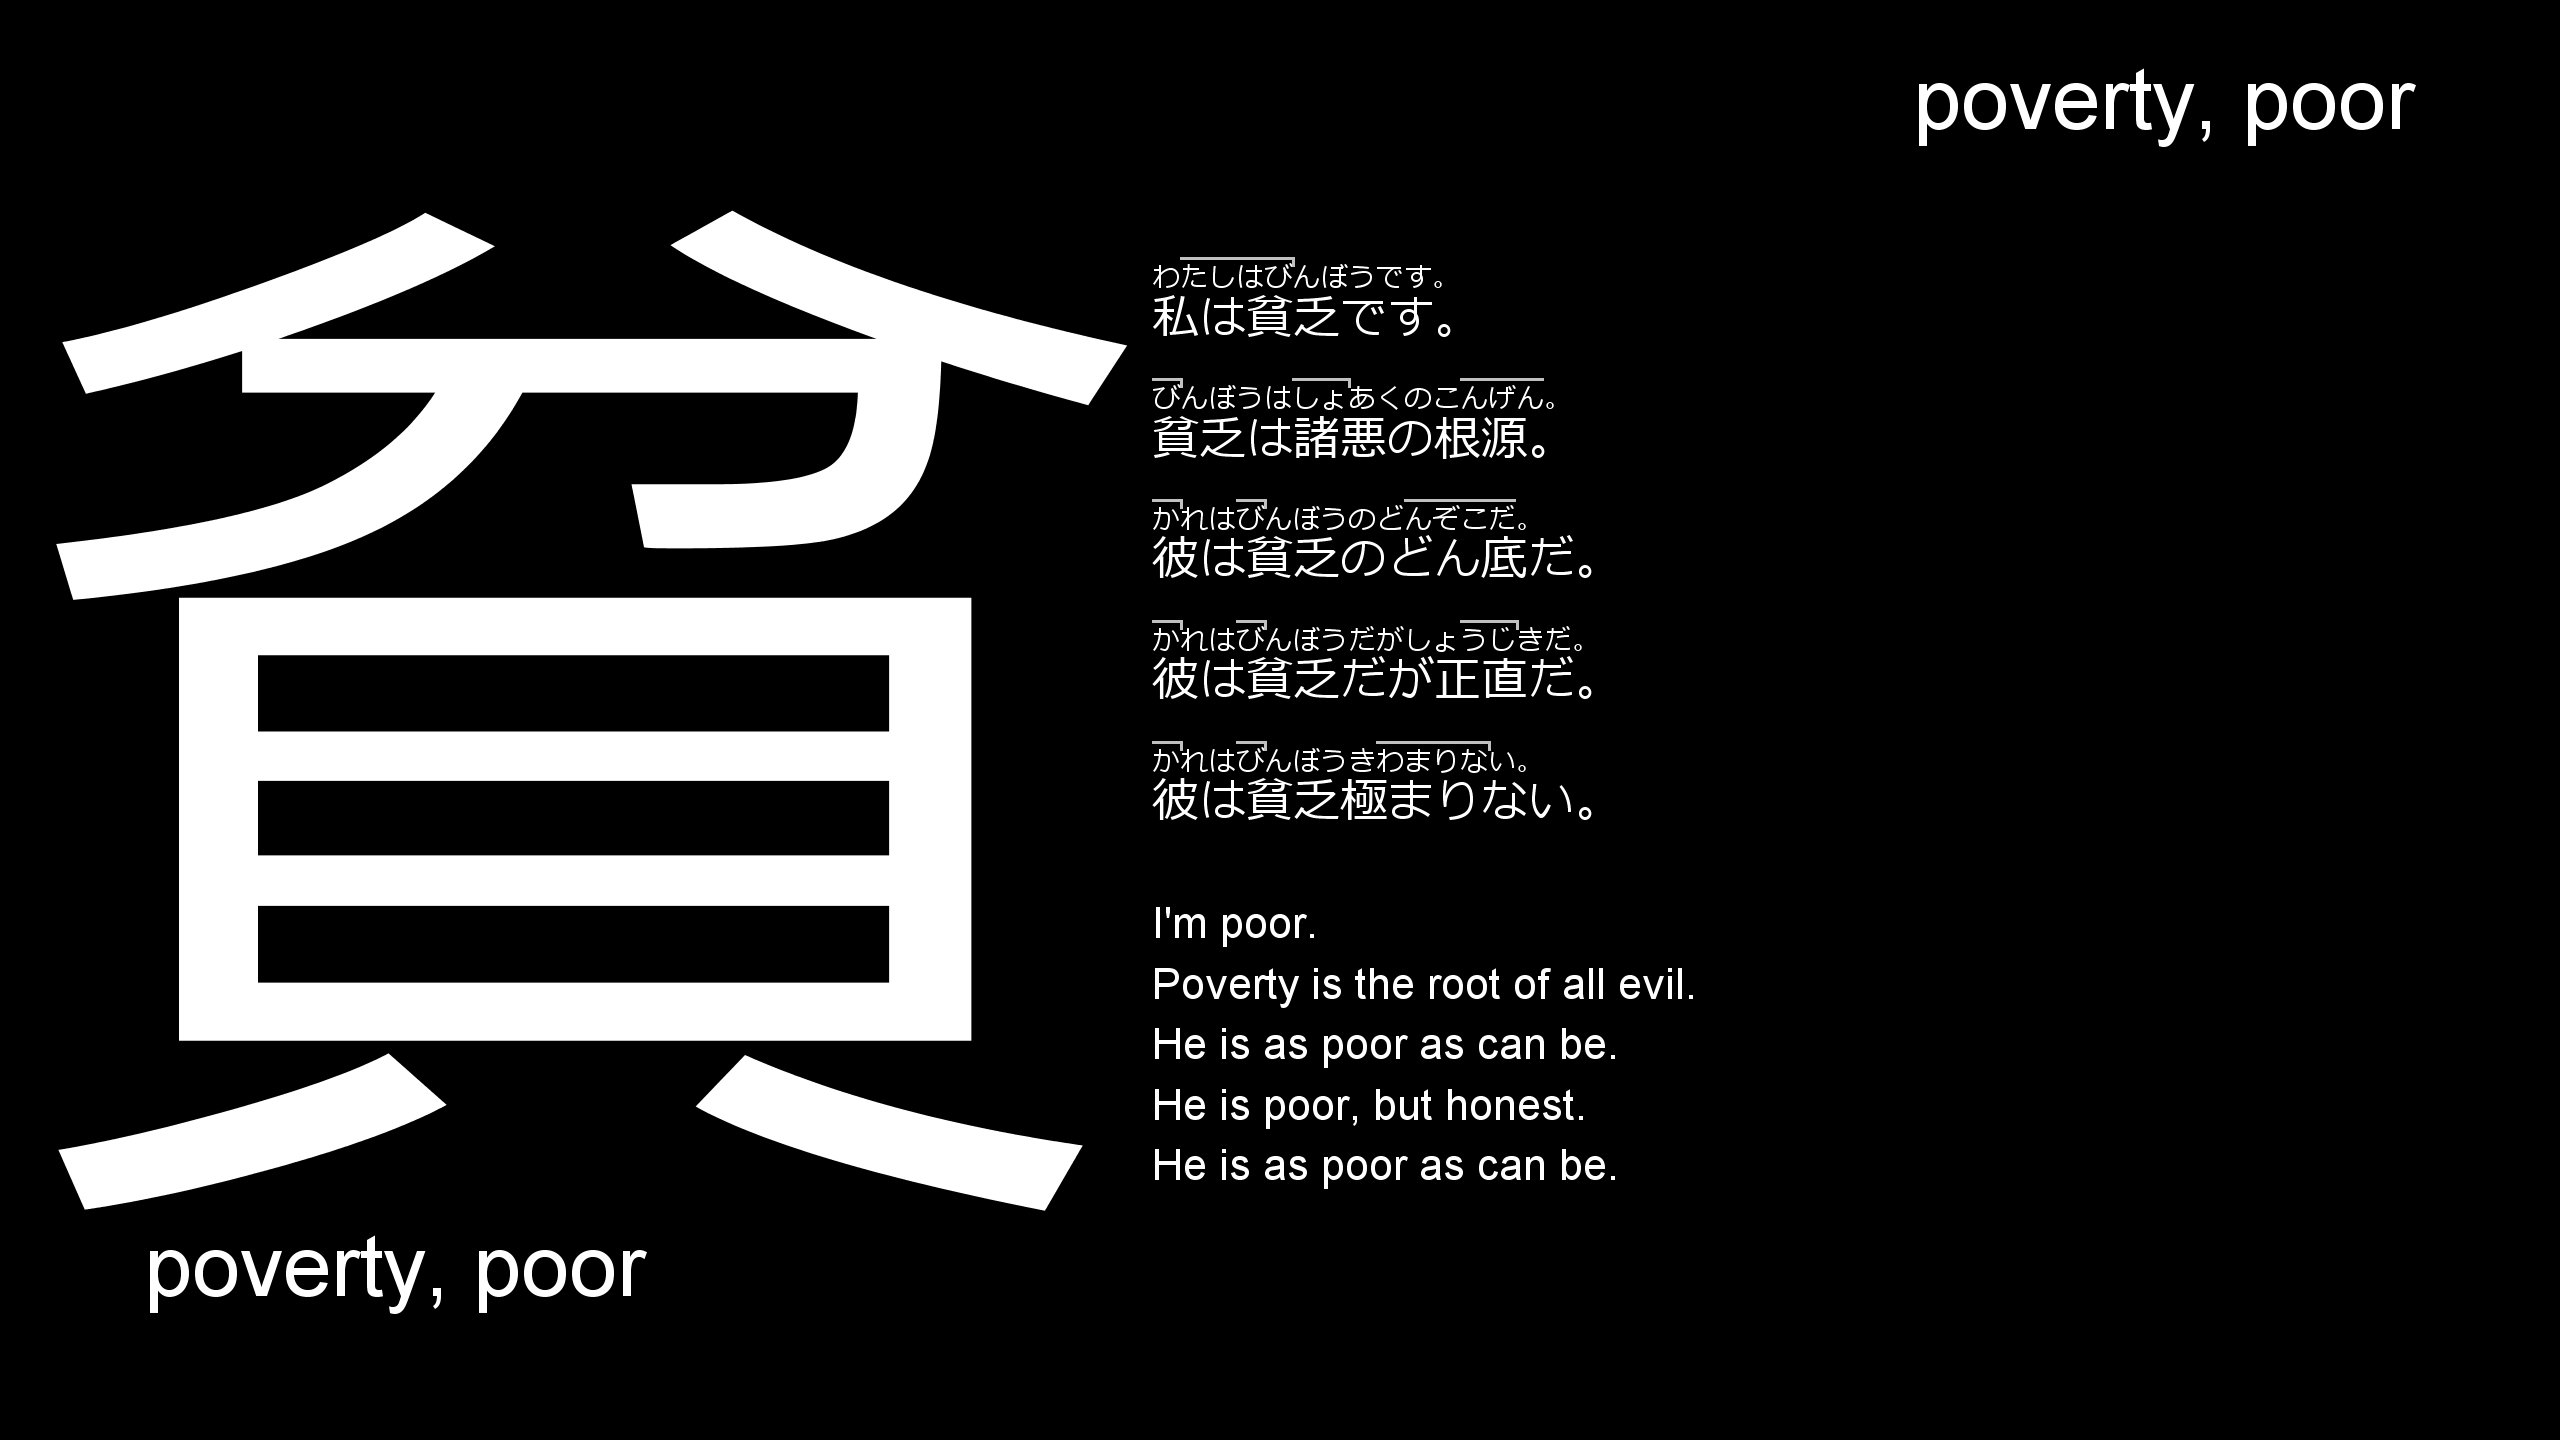 poverty, poor
貧
わたしはびんぼうです。
私は貧乏です。
びんぼうはしょあくのこんげん。
貧乏は諸悪の根源。
かれはびんぼうのどんぞこだ。
彼は貧乏のどん底だ。
かれはびんぼうだがしょうじきだ。
彼は貧乏だが正直だ。
かれはびんぼうきわまりない。
彼は貧乏極まりない。
I'm poor.
Poverty is the root of all evil.
He is as poor as can be.
He is poor, but honest.
He is as poor as can be.
poverty, poor